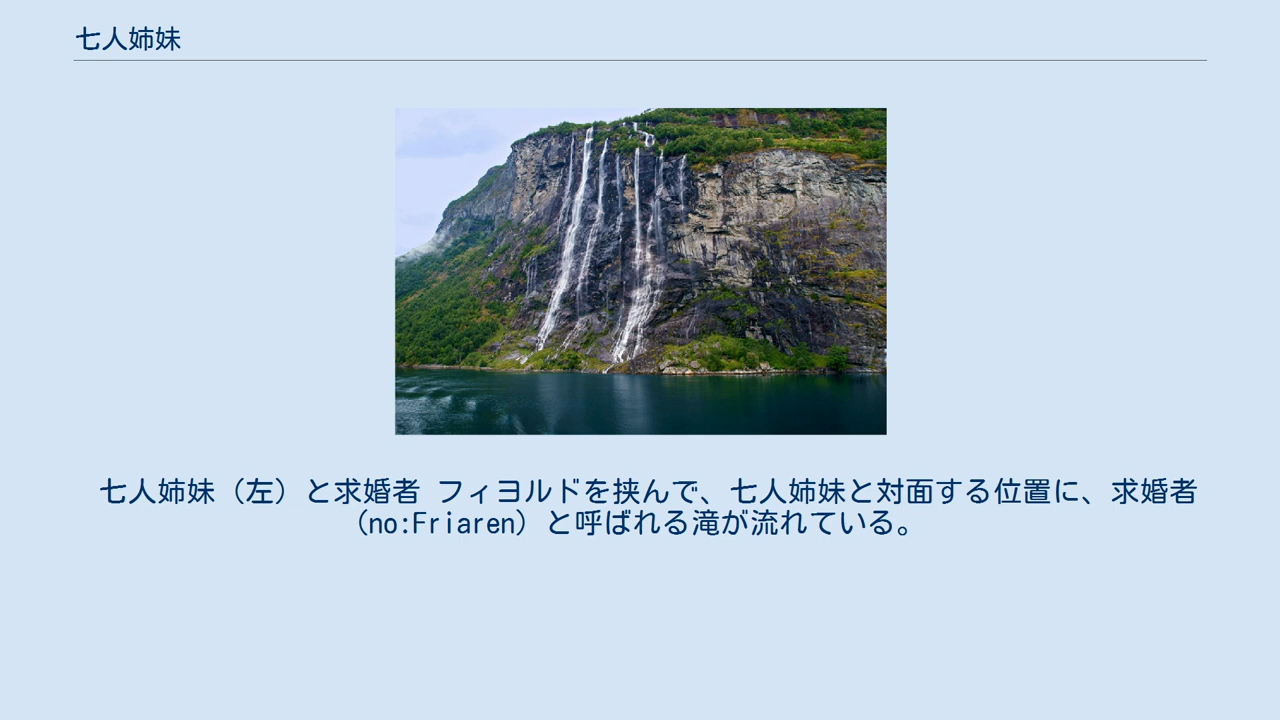 七人姉妹
七人姉妹（左）と求婚者 フィヨルドを挟んで、七人姉妹と対面する位置に、求婚者
（no:Friaren）と呼ばれる滝が流れている。